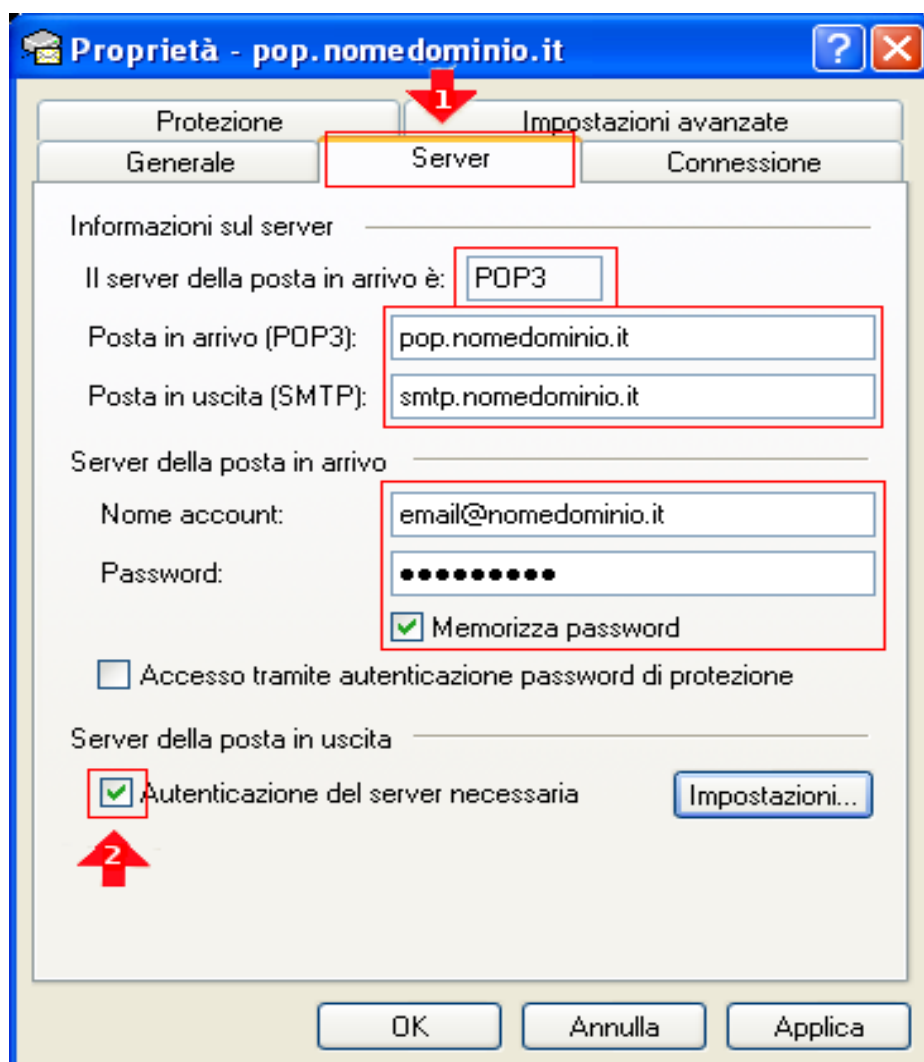 Proprietà - pop.nomedominio.it
?
1
Protezione Impostazioni avanzate
Generale Server Connessione
Informazioni sul server
Il server della posta in arrivo è: POP3
Posta in arrivo (POP3): pop.nomedominio.it
Posta in uscita (SMTP): smtp.nomedominio.it
Server della posta in arrivo
Nome account: email@nomedominio.it
Password: ●●●●●●●●●
Memorizza password
Accesso tramite autenticazione password di protezione
Server della posta in uscita
Autenticazione del server necessaria Impostazioni...
2
OK Annulla Applica